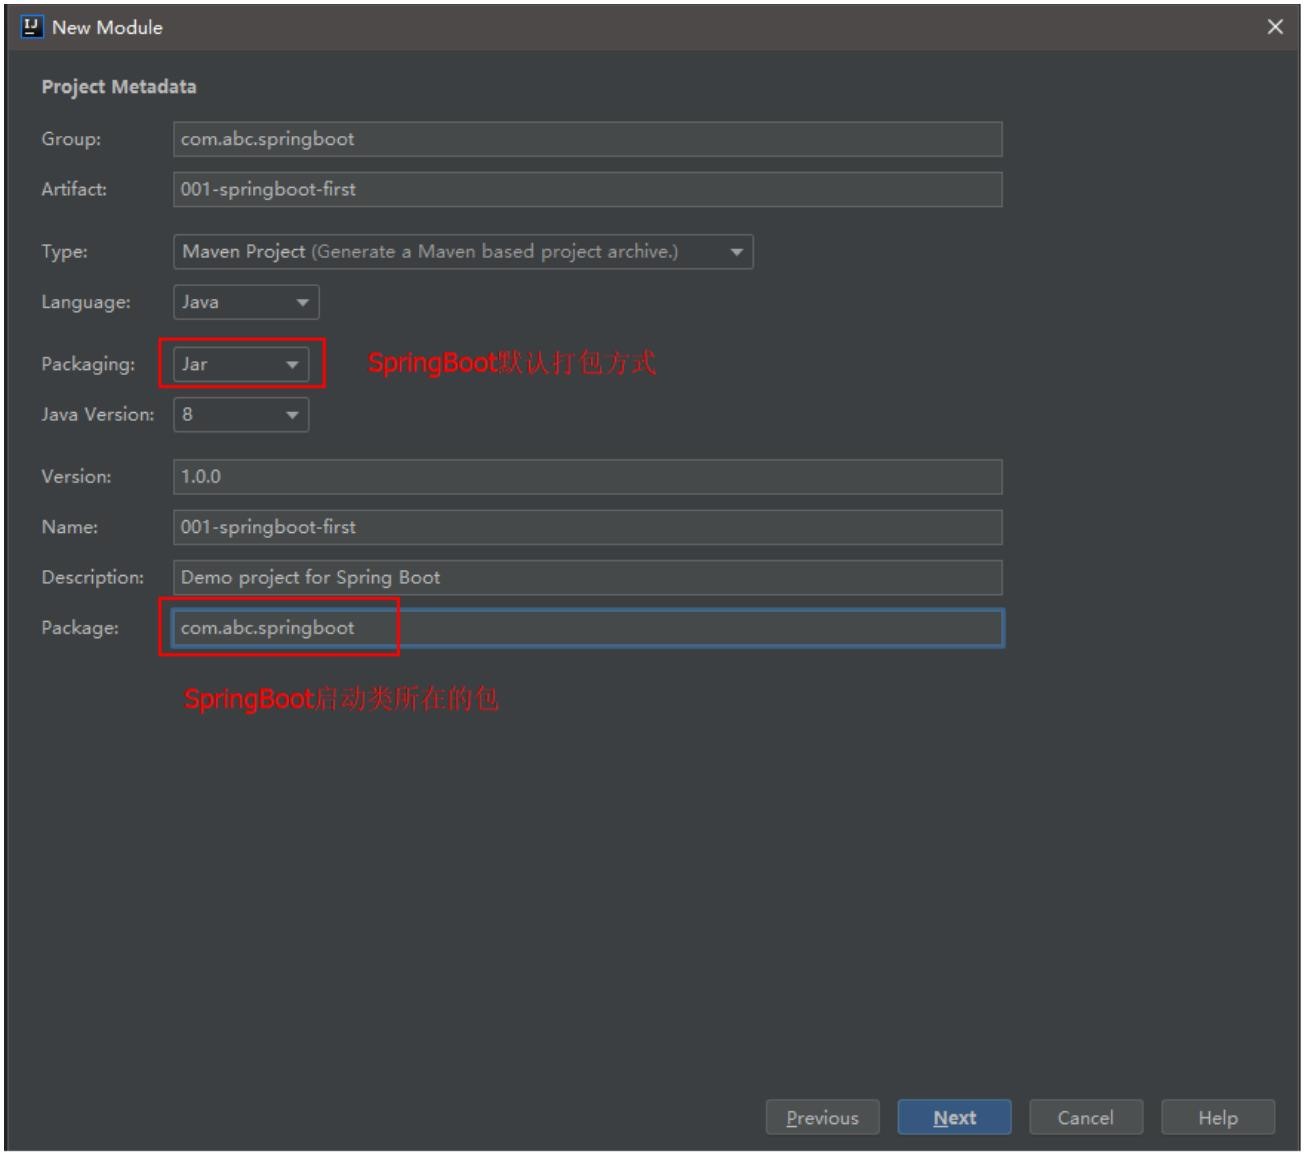 New Module
Project Metadata
Group: com.abc.springboot
Artifact: 001-springboot-first
Type: Maven Project (Generate a Maven based project archive.)
Language: Java
Packaging: Jar SpringBoot默认打包方式
Java Version: 8
Version: 1.0.0
Name: 001-springboot-first
Description: Demo project for Spring Boot
Package: com.abc.springboot
SpringBoot启动类所在的包
Previous Next Cancel Help